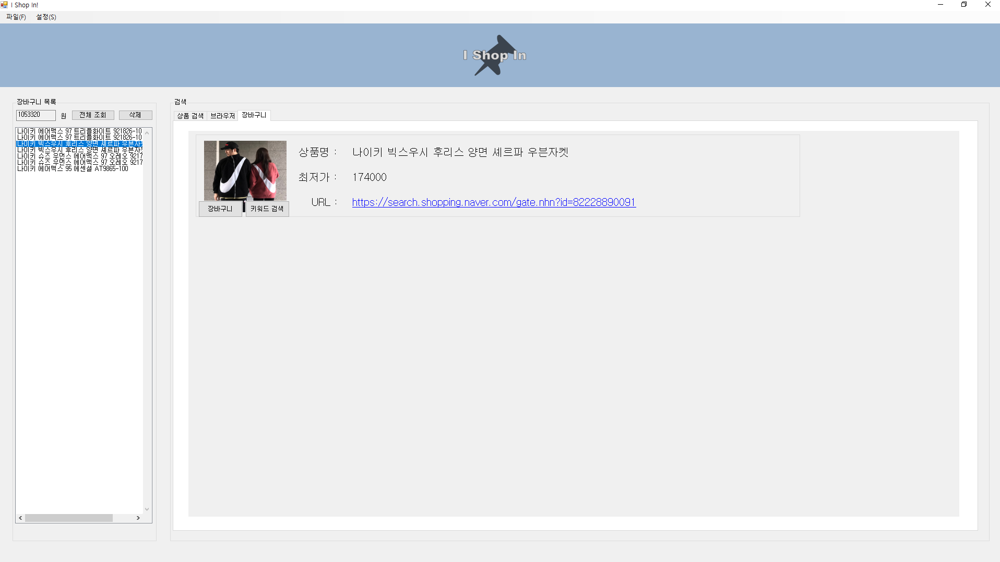 I Shop In!
파일(F) 설정(S)
I Shop In
장바구니 목록
1053320 원 전체 조회 삭제
나이키 에어맥스 97 트리플화이트 921826-10
나이키 에어맥스 97 트리플화이트 921826-10
나이키 빅스우시 후리스 양면 셰르파 우븐자켓
나이키 빅스우시 후리스 양면 셰르파 우븐자켓
나이키 슈즈 우먼스 에어맥스 97 오레오 9217
나이키 슈즈 우먼스 에어맥스 97 오레오 9217
나이키 에어맥스 95 에센셜 AT9865-100
검색
상품 검색 브라우저 장바구니
상품명 : 나이키 빅스우시 후리스 양면 셰르파 우븐자켓
최저가 : 174000
URL : https://search.shopping.naver.com/gate.nhn?id=82228890091
장바구니 키워드 검색